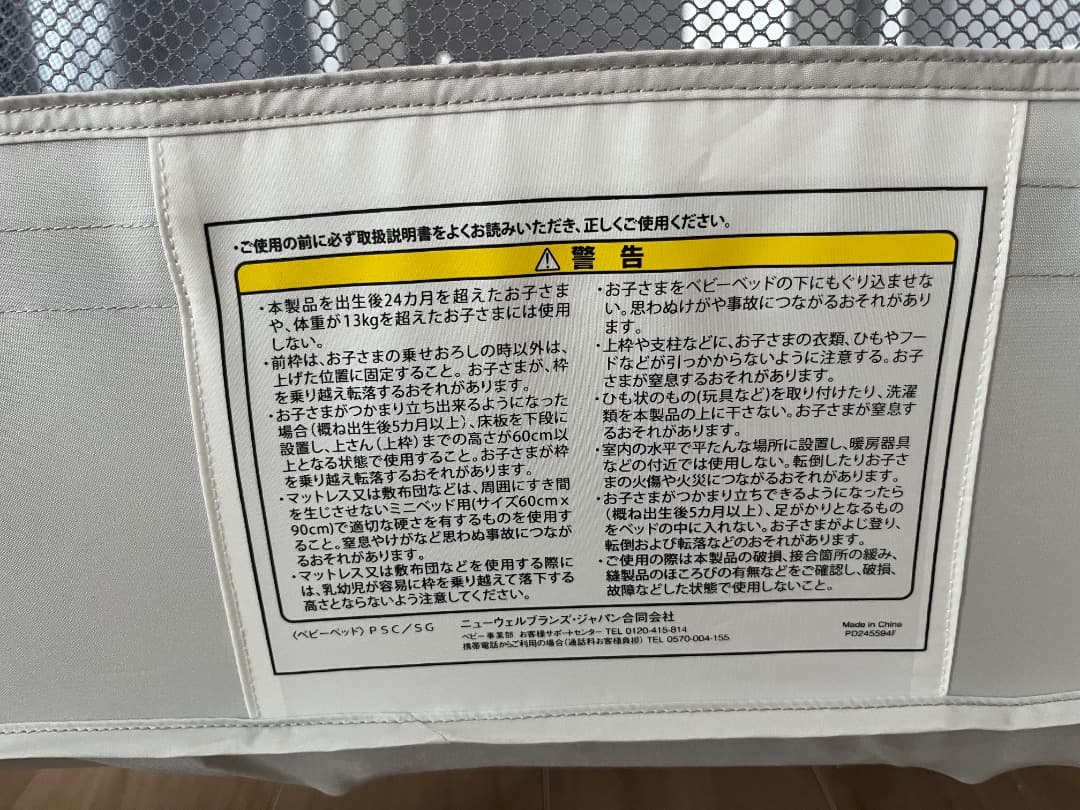 ・ご使用の前に必ず取扱説明書をよくお読みいただき、正しくご使用ください。
警告
・本製品を出生後24カ月を超えたお子さま
や、体重が13kgを超えたお子さまには使用
しない。
・前枠は、お子さまの乗せおろしの時以外は、
上げた位置に固定すること。お子さまが、枠
を乗り越え転落するおそれがあります。
・お子さまがつかまり立ち出来るようになった
場合(概ね出生後5カ月以上)、床板を下段に
設置し、上さん(上枠)までの高さが60cm以
上となる状態で使用すること。お子さまが枠
を乗り越え転落するおそれがあります。
・マットレス又は敷布団などは、周囲にすき間
を生じさせないミニベッド用(サイズ60cm×
90cm)で適切な硬さを有するものを使用す
ること。窒息やけがなど思わぬ事故につなが
るおそれがあります。
・マットレス又は敷布団などを使用する際に
は、乳幼児が容易に枠を乗り越えて落下する
高さとならないよう注意してください。
・お子さまをベビーベッドの下にもぐり込ませな
い。思わぬけがや事故につながるおそれがあり
ます。
・上枠や支柱などに、お子さまの衣類、ひもやフー
ドなどが引っかからないように注意する。お子
さまが窒息するおそれがあります。
・ひも状のもの(玩具など)を取り付けたり、洗濯
類を本製品の上に干さない。お子さまが窒息す
るおそれがあります。
・室内の水平で平たんな場所に設置し、暖房器具
などの付近では使用しない。転倒したりお子さ
まの火傷や火災につながるおそれがあります。
・お子さまがつかまり立ちできるようになったら
(概ね出生後5カ月以上)、足がかりとなるもの
をベッドの中に入れない。お子さまがよじ登り、
転倒および転落などのおそれがあります。
・ご使用の際は本製品の破損、接合箇所の緩み、
縫製品のほころびの有無などをご確認し、破損、
故障などした状態で使用しないこと。
〈ベビーベッド〉PSC/SG
ニューウェルブランズ・ジャパン合同会社
ベビー事業部 お客様サポートセンター TEL 0120-415-814
携帯電話からご利用の場合(通話料お客様負担) TEL 0570-004-155
Made in China
PD245594F